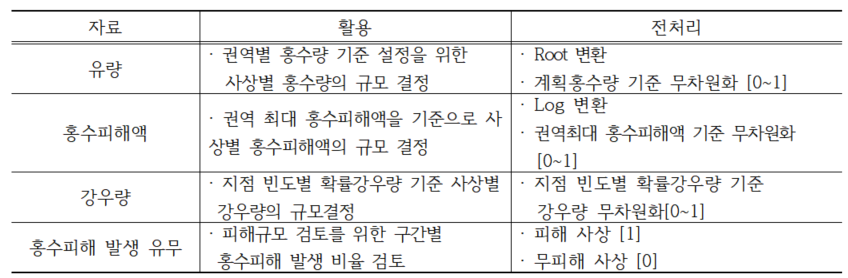 자료 활용 전처리
유량
· 권역별 홍수량 기준 설정을 위한
사상별 홍수량의 규모 결정
· Root 변환
· 계획홍수량 기준 무차원화 [0~1]
홍수피해액
· 권역 최대 홍수피해액을 기준으로 사
상별 홍수피해액의 규모 결정
· Log 변환
· 권역최대 홍수피해액 기준 무차원화
[0~1]
강우량
· 지점 빈도별 확률강우량 기준 사상별
강우량의 규모결정
· 지점 빈도별 확률강우량 기준
강우량 무차원화[0~1]
홍수피해 발생 유무
· 피해규모 검토를 위한 구간별
홍수피해 발생 비율 검토
· 피해 사상 [1]
· 무피해 사상 [0]